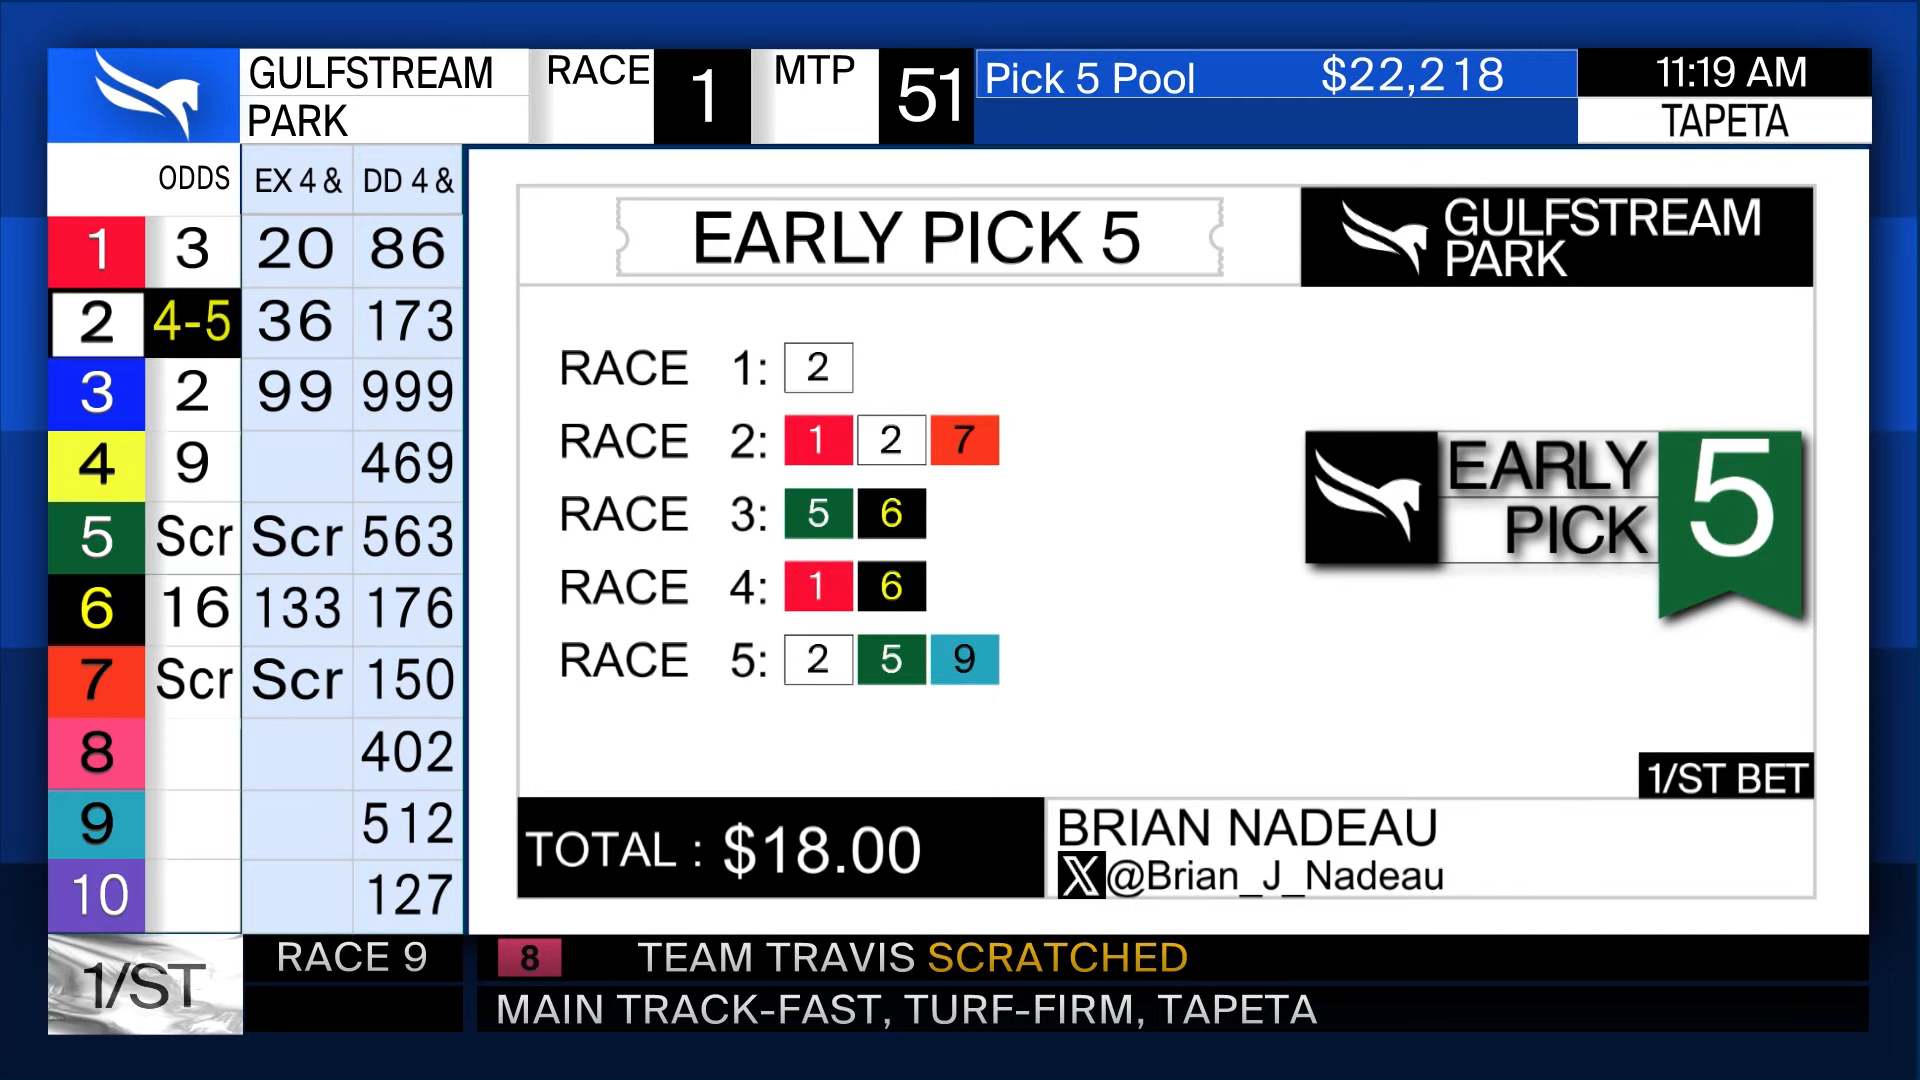 GULFSTREAM
PARK
RACE 1
MTP 51
Pick 5 Pool $22,218
11:19 AM
TAPETA
ODDS EX 4 & DD 4 &
1 3 20 86
2 4-5 36 173
3 2 99 999
4 9 469
5 Scr Scr 563
6 16 133 176
7 Scr Scr 150
8 402
9 512
10 127
EARLY PICK 5
GULFSTREAM
PARK
RACE 1: 2
RACE 2: 1 2 7
RACE 3: 5 6
RACE 4: 1 6
RACE 5: 2 5 9
EARLY
PICK
5
1/ST BET
TOTAL : $18.00
BRIAN NADEAU
X @Brian_J_Nadeau
1/ST
RACE 9
8 TEAM TRAVIS SCRATCHED
MAIN TRACK-FAST, TURF-FIRM, TAPETA